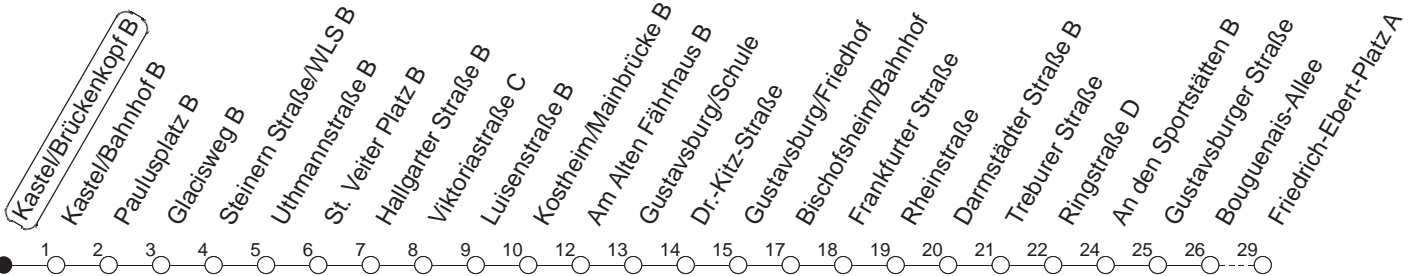 Kastel/Brückenkopf B
Kastel/Bahnhof B
Paulusplatz B
Glacisweg B
Steinern Straße/WLS B
Uthmannstraße B
St. Veiter Platz B
Hallgarter Straße B
Viktoriastraße C
Luisenstraße B
Kostheim/Mainbrücke B
Am Alten Fährhaus B
Gustavsburg/Schule
Dr.-Kitz-Straße
Gustavsburg/Friedhof
Bischofsheim/Bahnhof
Frankfurter Straße
Rheinstraße
Darmstädter Straße B
Treburer Straße
Ringstraße D
An den Sportstätten B
Gustavsburger Straße
Bouguenais-Allee
Friedrich-Ebert-Platz A
1 2 3 4 5 6 7 8 9 10 12 13 14 15 17 18 19 20 21 22 24 25 26 29